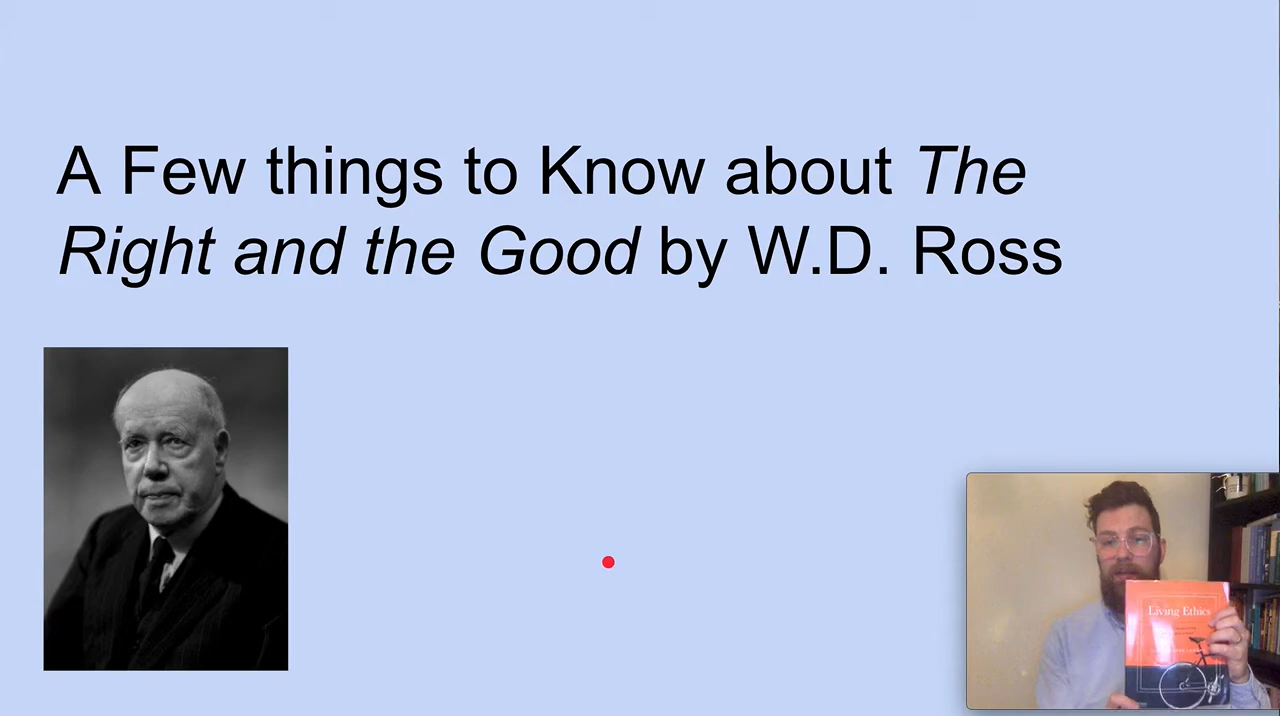 A Few things to Know about The
Right and the Good by W.D. Ross
Living Ethics